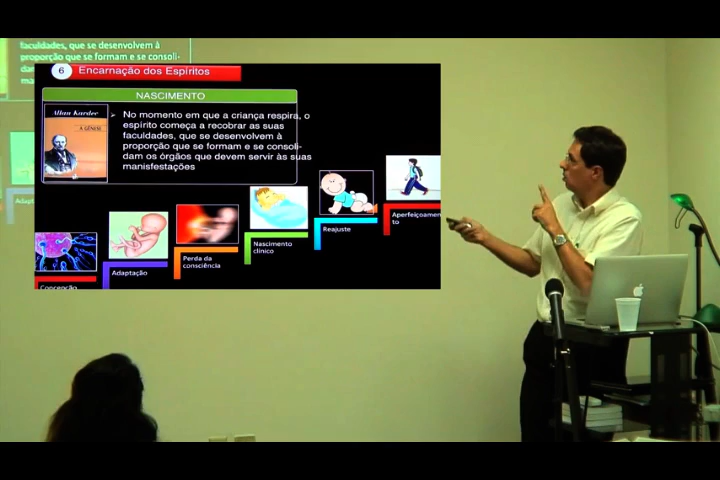 faculdades, que se desenvolvem à
proporção que se formam e se consoli-
6 Encarnação dos Espíritos
NASCIMENTO
Allan Kardec
A GÊNESE
➢ No momento em que a criança respira, o
espírito começa a recobrar as suas
faculdades, que se desenvolvem à
proporção que se formam e se consoli-
dam os órgãos que devem servir às suas
manisfestações
Aperfeiçoamen
to
Reajuste
Nascimento
clínico
Perda da
consciência
Adaptação
Concepção
Adapta